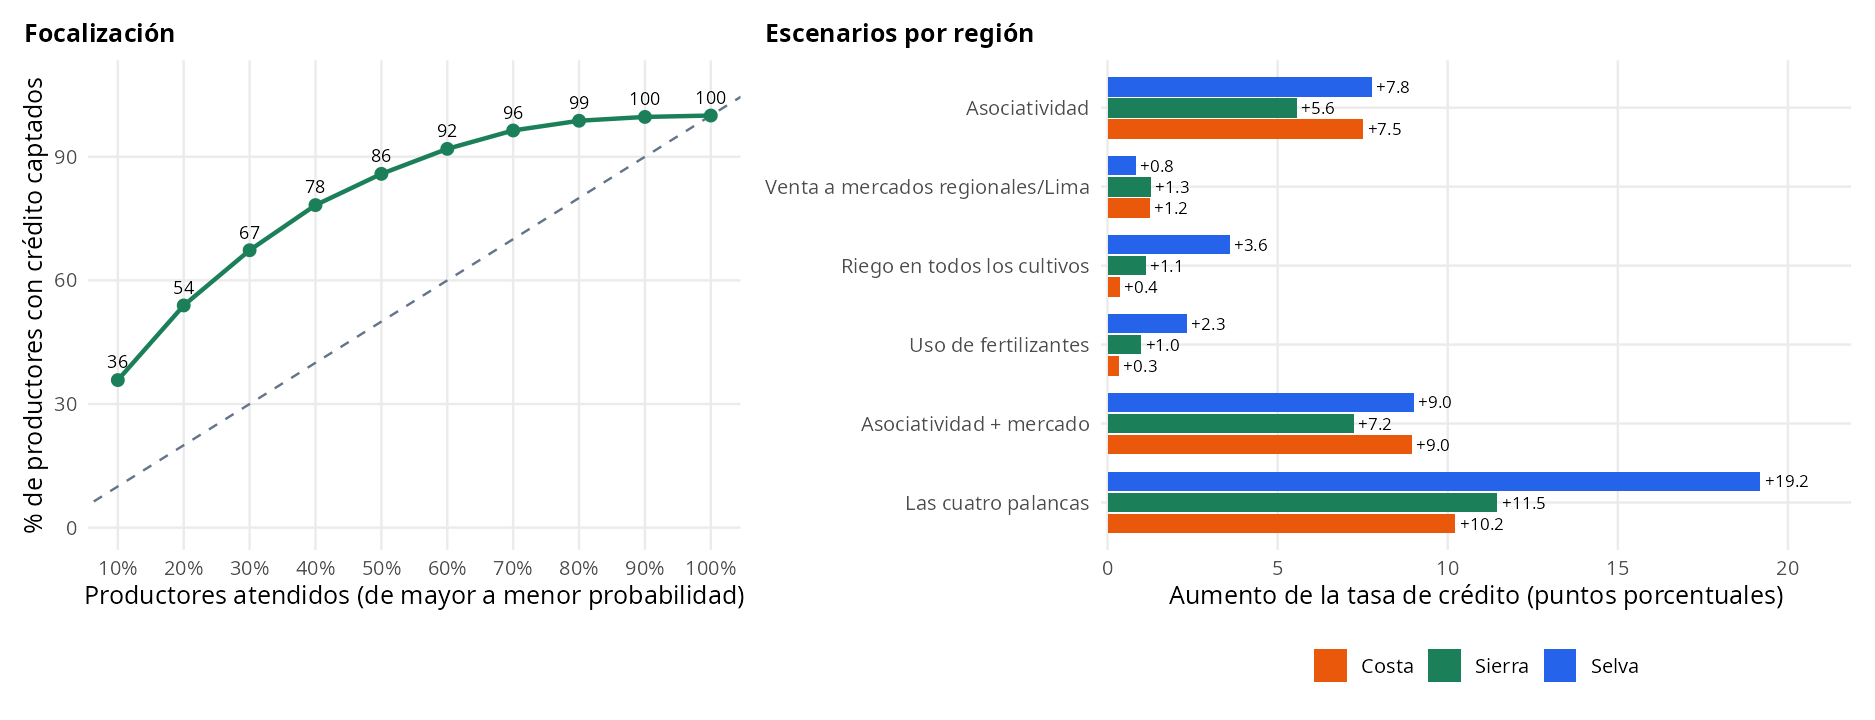 Focalización
% de productores con crédito captados
90
60
30
0
36
54
67
78
86
92
96
99
100
100
10% 20% 30% 40% 50% 60% 70% 80% 90% 100%
Productores atendidos (de mayor a menor probabilidad)
Escenarios por región
Asociatividad
+7.8
+5.6
+7.5
Venta a mercados regionales/Lima
+0.8
+1.3
+1.2
Riego en todos los cultivos
+3.6
+1.1
+0.4
Uso de fertilizantes
+2.3
+1.0
+0.3
Asociatividad + mercado
+9.0
+7.2
+9.0
Las cuatro palancas
+19.2
+11.5
+10.2
0 5 10 15 20
Aumento de la tasa de crédito (puntos porcentuales)
Costa Sierra Selva